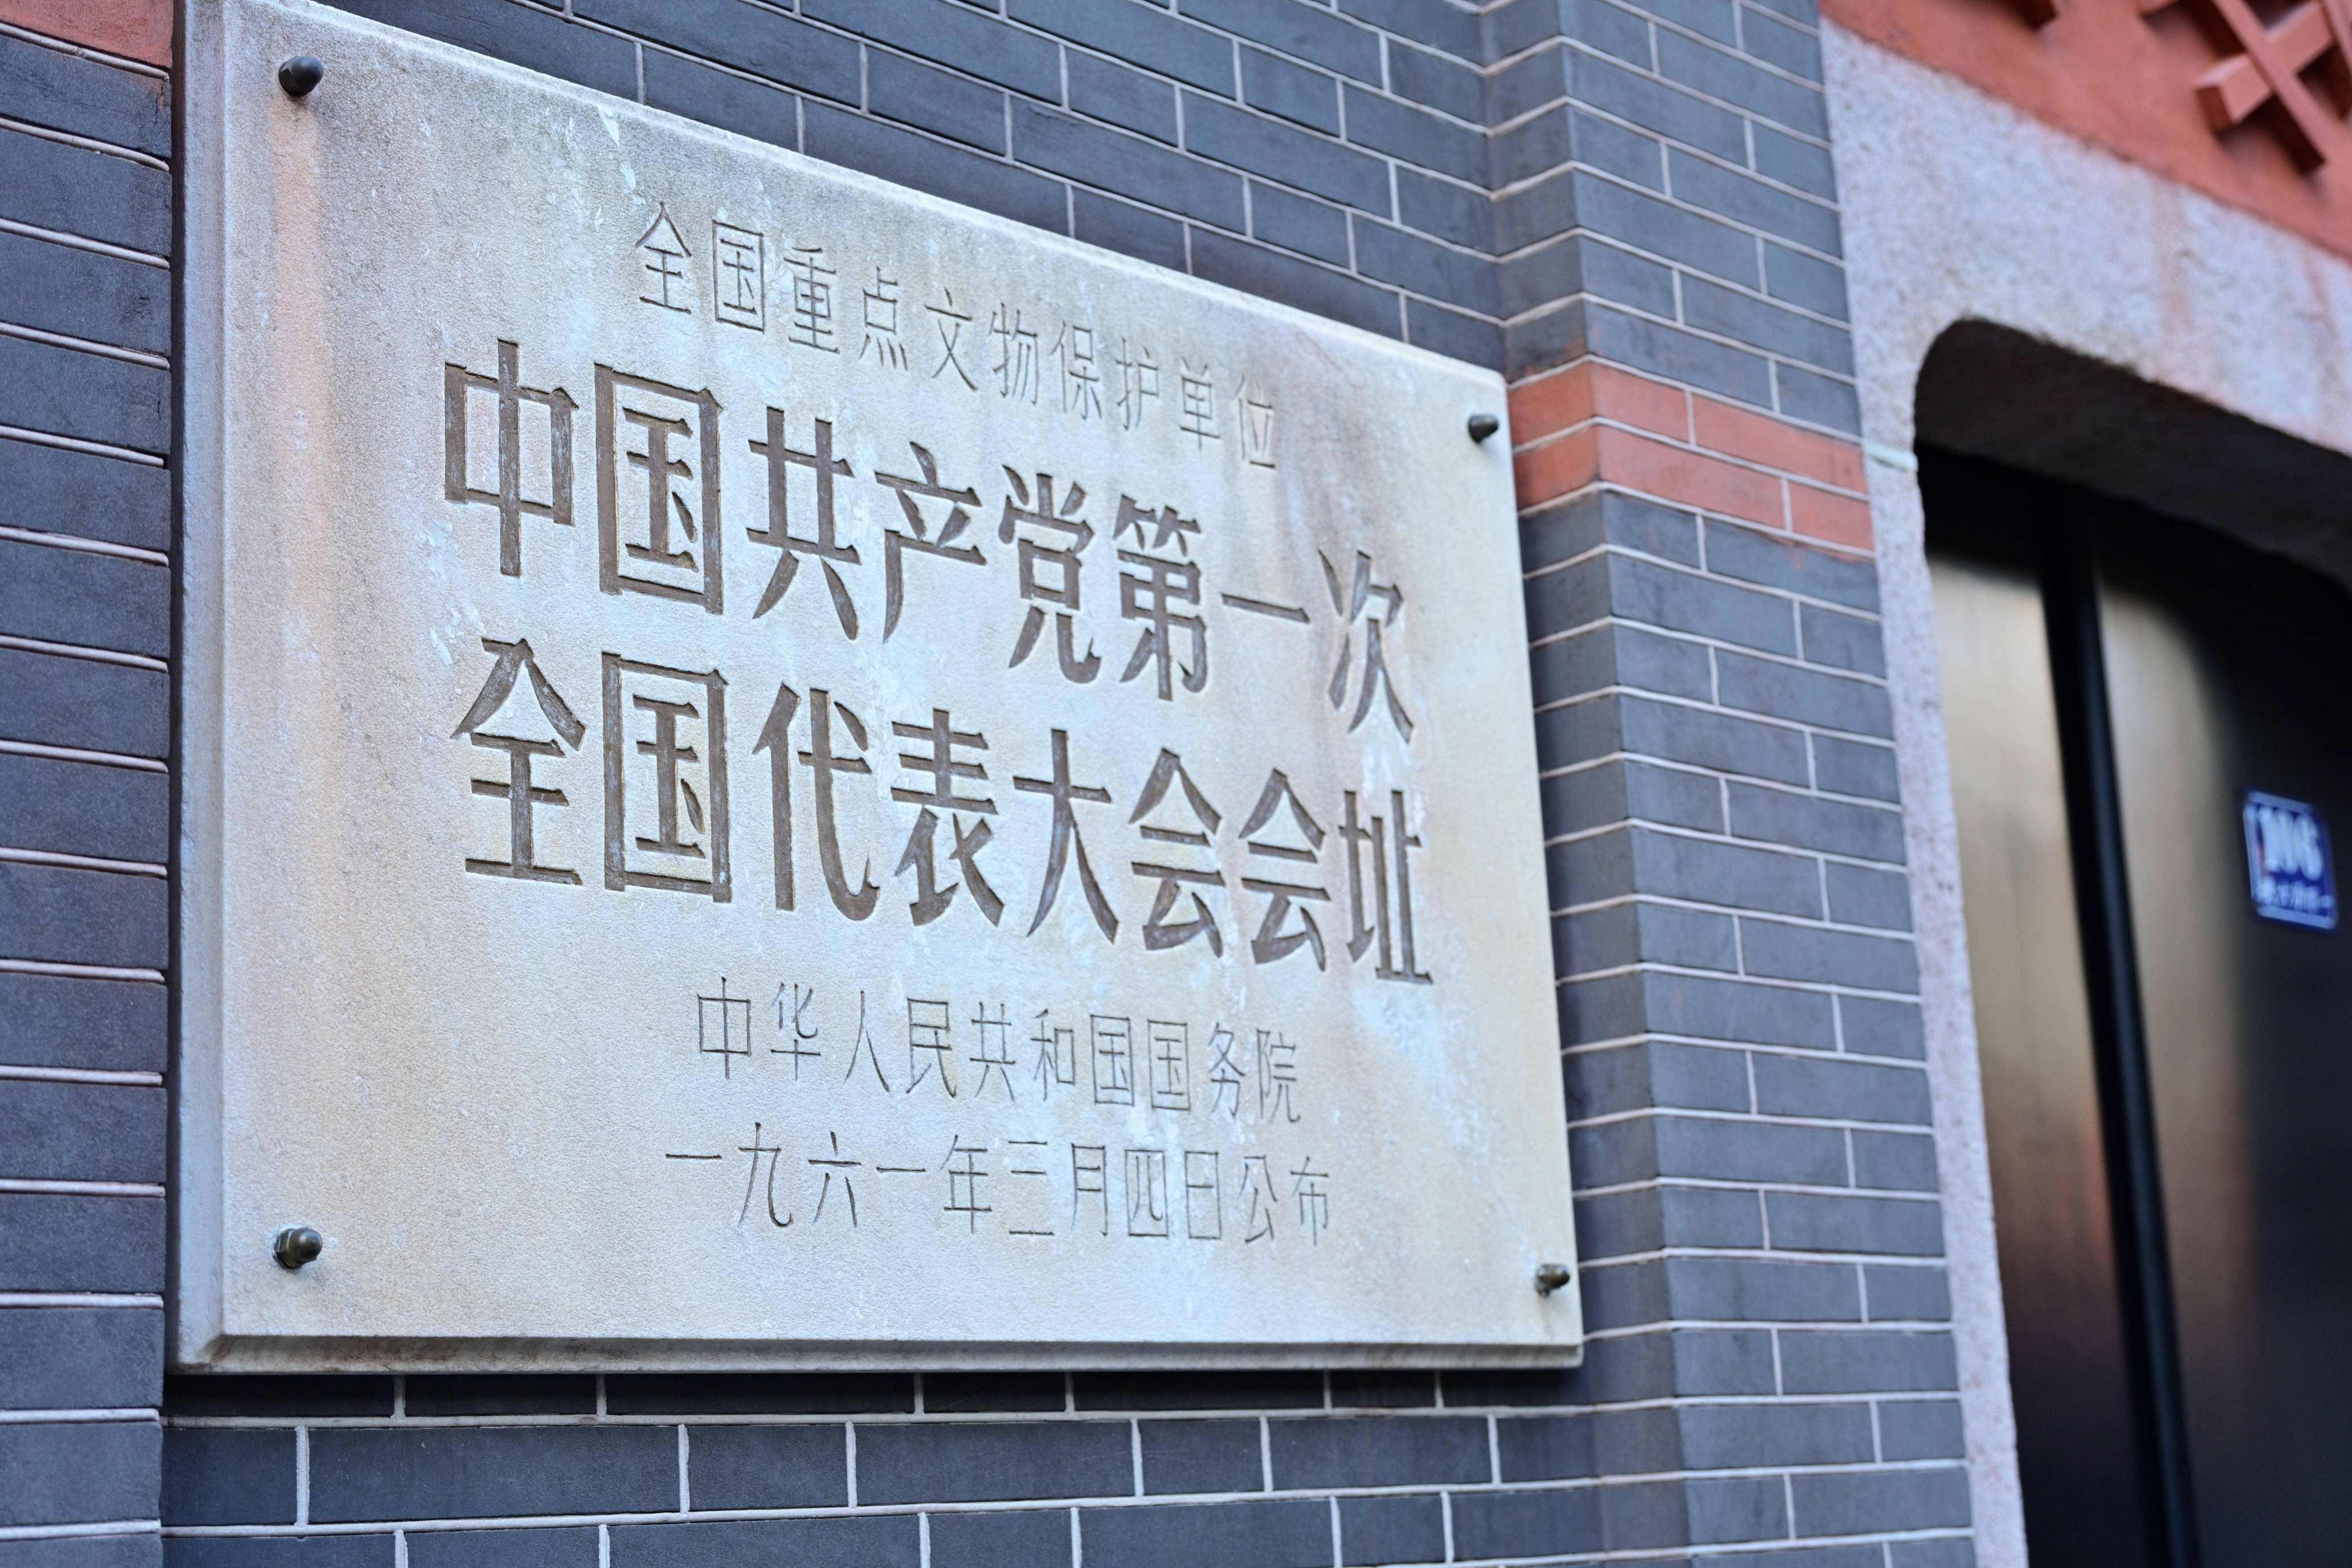 全国重点文物保护单位
中国共产党第一次
全国代表大会会址
中华人民共和国国务院
一九六一年三月四日公布